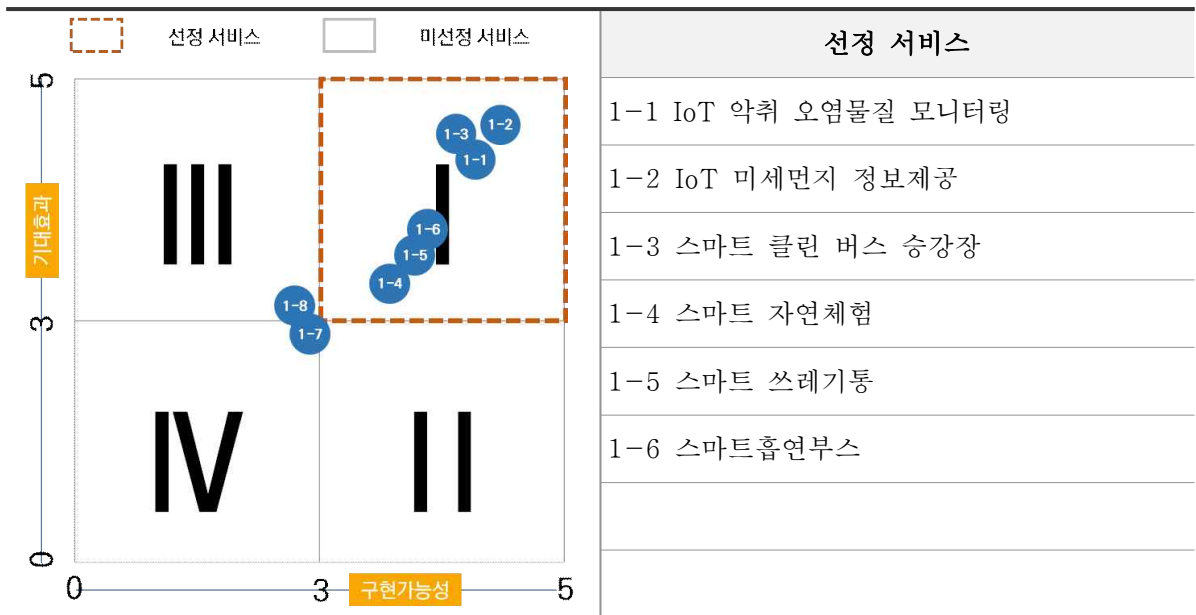 선정 서비스
미선정 서비스
5
기대효과
3
0
III
I
IV
II
1-3
1-2
1-1
1-6
1-5
1-4
1-8
1-7
0
3
구현가능성
5
선정 서비스
1-1 IoT 악취 오염물질 모니터링
1-2 IoT 미세먼지 정보제공
1-3 스마트 클린 버스 승강장
1-4 스마트 자연체험
1-5 스마트 쓰레기통
1-6 스마트흡연부스